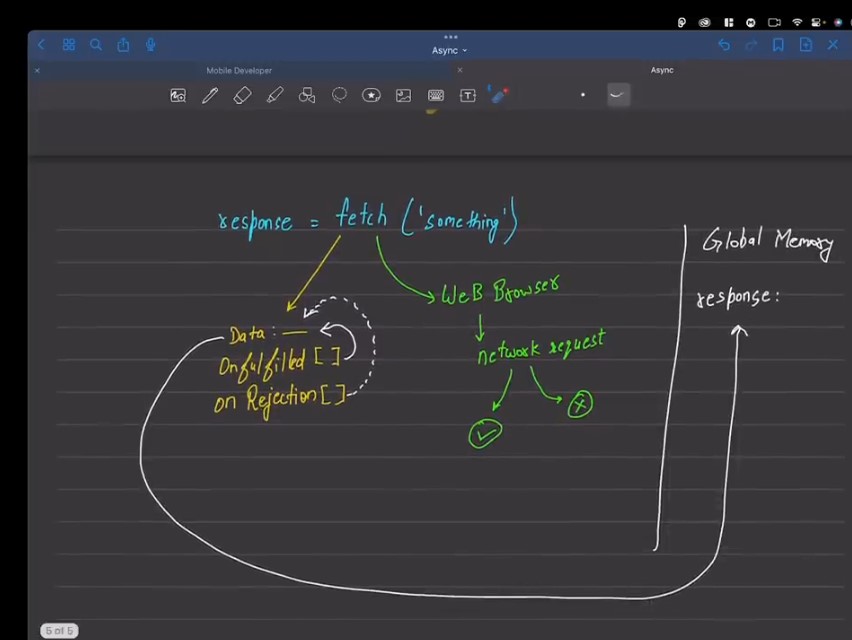 Async
Mobile Developer
Async
response = fetch ('something')
Global Memory
response:
Web Browser
network request
Data :
Onfulfilled [ ]
on Rejection [ ]
5 of 5